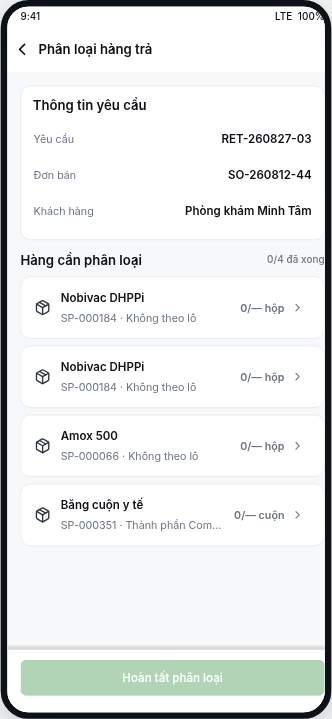 9:41 LTE 100%
Phân loại hàng trả
Thông tin yêu cầu
Yêu cầu RET-260827-03
Đơn bán SO-260812-44
Khách hàng Phòng khám Minh Tâm
Hàng cần phân loại 0/4 đã xong
Nobivac DHPPi
SP-000184 · Không theo lô
0/— hộp
Nobivac DHPPi
SP-000184 · Không theo lô
0/— hộp
Amox 500
SP-000066 · Không theo lô
0/— hộp
Băng cuộn y tế
SP-000351 · Thành phần Com...
0/— cuộn
Hoàn tất phân loại